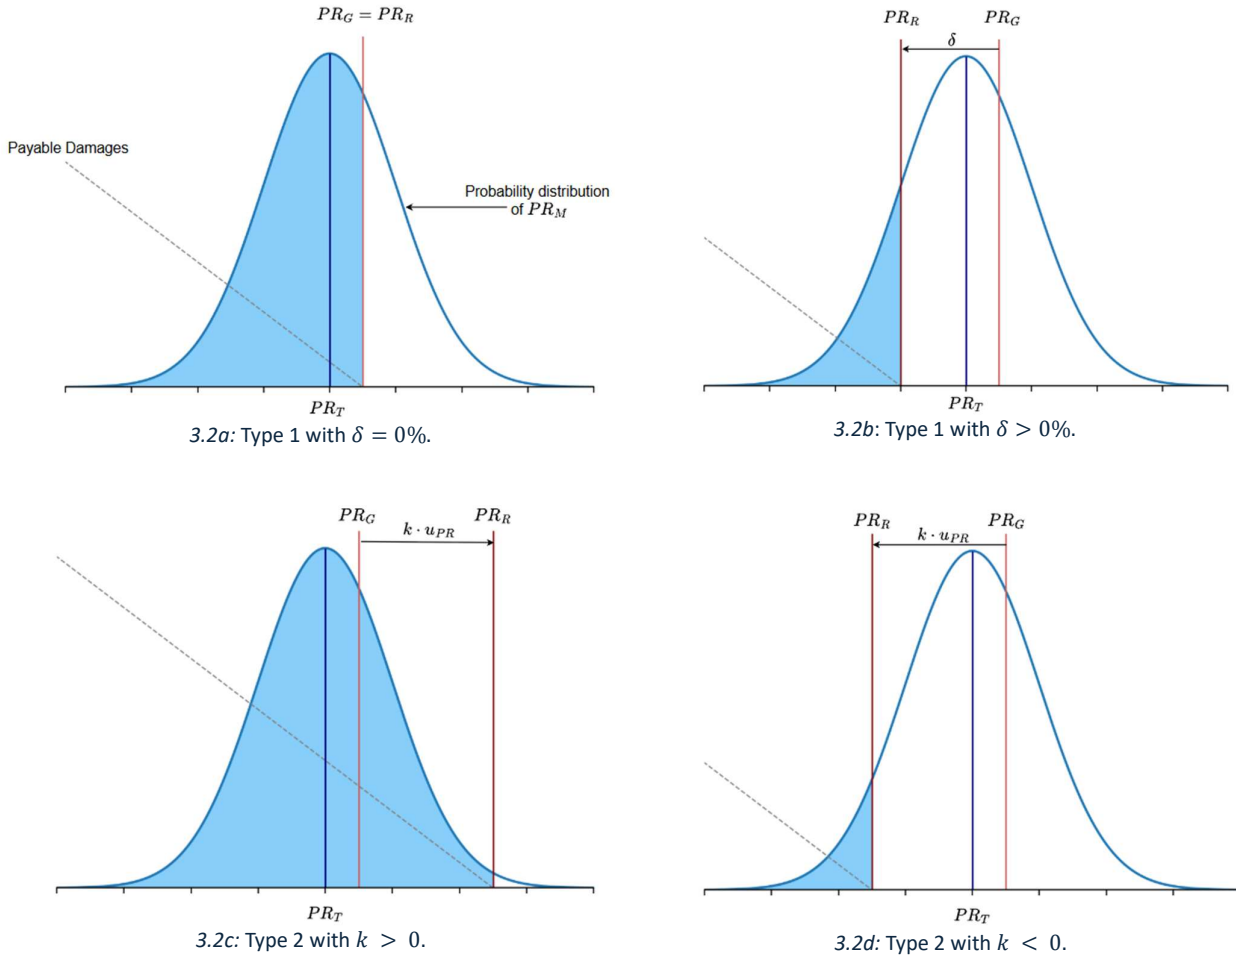 PR_G = PR_R
Payable Damages
Probability distribution
of PR_M
PR_T
3.2a: Type 1 with δ = 0%.
PR_R
PR_G
δ
PR_T
3.2b: Type 1 with δ > 0%.
PR_G
PR_R
k · u_PR
PR_T
3.2c: Type 2 with k > 0.
PR_R
PR_G
k · u_PR
PR_T
3.2d: Type 2 with k < 0.